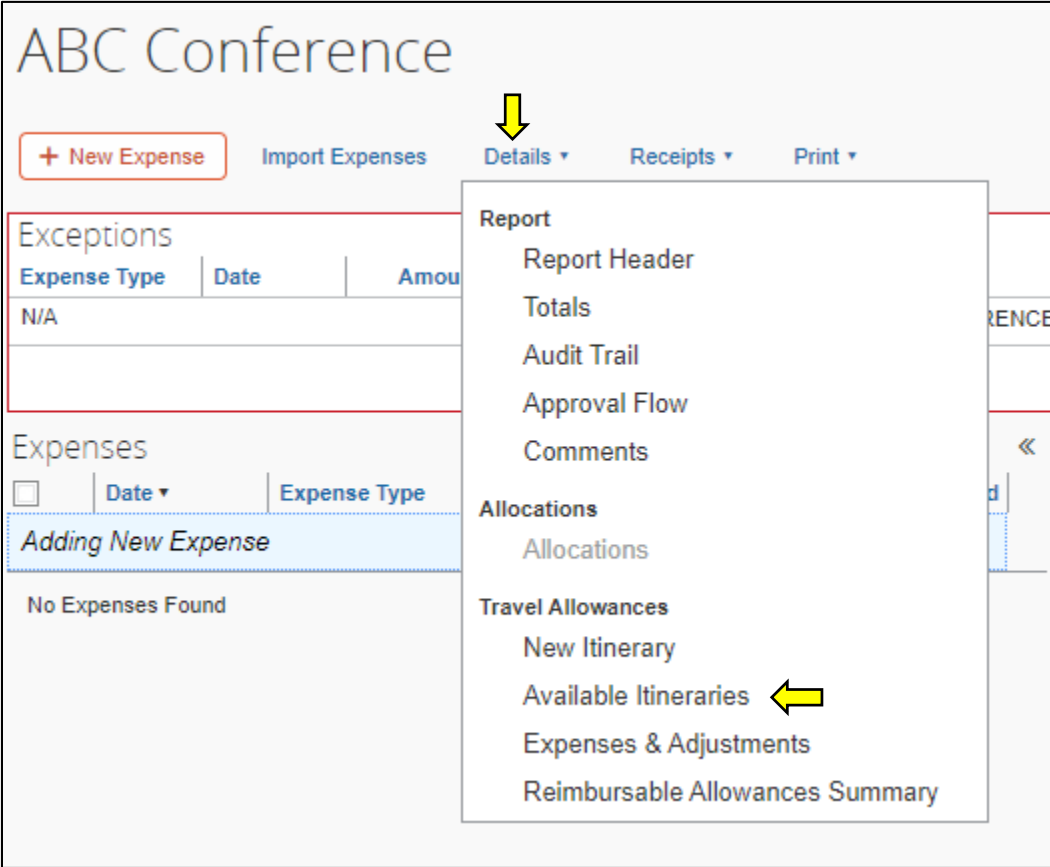 ABC Conference
+ New Expense Import Expenses Details ▾ Receipts ▾ Print ▾
Report
Exceptions
Report Header
Expense Type Date Amou
Totals
N/A RENCE
Audit Trail
Approval Flow
Comments
Expenses «
Date ▾ Expense Type d
Allocations
Adding New Expense
Allocations
No Expenses Found
Travel Allowances
New Itinerary
Available Itineraries
Expenses & Adjustments
Reimbursable Allowances Summary